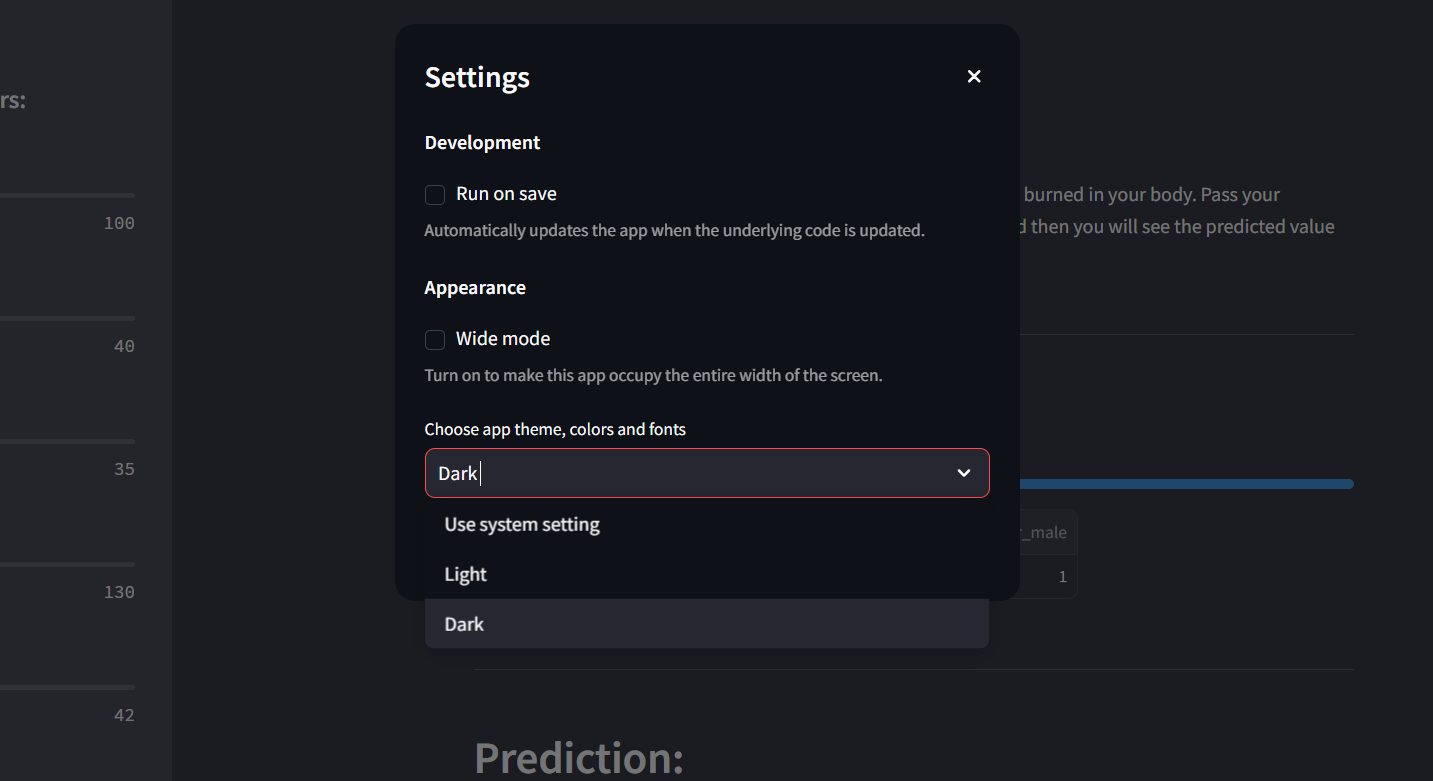 Settings
Development
Run on save
Automatically updates the app when the underlying code is updated.
Appearance
Wide mode
Turn on to make this app occupy the entire width of the screen.
Choose app theme, colors and fonts
Dark
Use system setting
Light
Dark
rs:
100
40
35
130
42
burned in your body. Pass your
d then you will see the predicted value
r_male
1
Prediction: